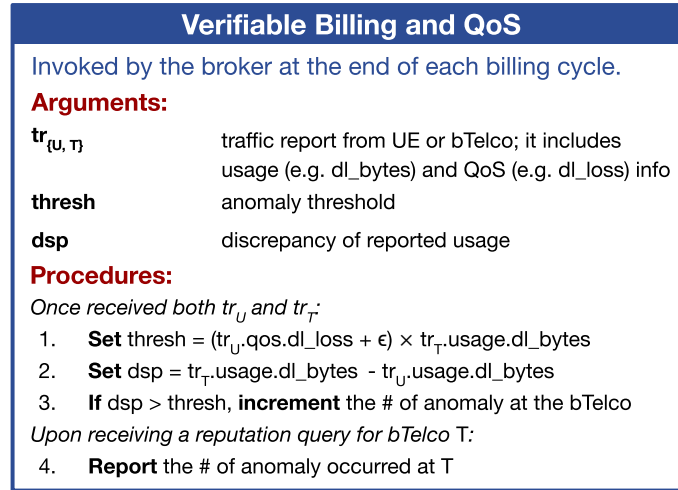 Verifiable Billing and QoS
Invoked by the broker at the end of each billing cycle.
Arguments:
tr{U, T} traffic report from UE or bTelco; it includes
usage (e.g. dl_bytes) and QoS (e.g. dl_loss) info
thresh anomaly threshold
dsp discrepancy of reported usage
Procedures:
Once received both trU and trT:
1. Set thresh = (trU.qos.dl_loss + ϵ) × trT.usage.dl_bytes
2. Set dsp = trT.usage.dl_bytes - trU.usage.dl_bytes
3. If dsp > thresh, increment the # of anomaly at the bTelco
Upon receiving a reputation query for bTelco T:
4. Report the # of anomaly occurred at T